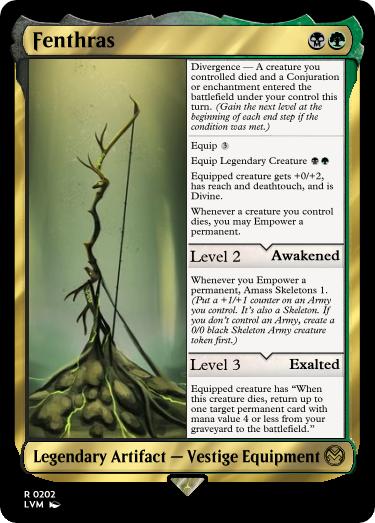 Fenthras
Divergence — A creature you
controlled died and a Conjuration
or enchantment entered the
battlefield under your control this
turn. (Gain the next level at the
beginning of each end step if the
condition was met.)
Equip 3
Equip Legendary Creature
Equipped creature gets +0/+2,
has reach and deathtouch, and is
Divine.
Whenever a creature you control
dies, you may Empower a
permanent.
Level 2 Awakened
Whenever you Empower a
permanent, Amass Skeletons 1.
(Put a +1/+1 counter on an Army
you control. It's also a Skeleton. If
you don't control an Army, create a
0/0 black Skeleton Army creature
token first.)
Level 3 Exalted
Equipped creature has “When
this creature dies, return up to
one target permanent card with
mana value 4 or less from your
graveyard to the battlefield.”
Legendary Artifact — Vestige Equipment
R 0202
LVM